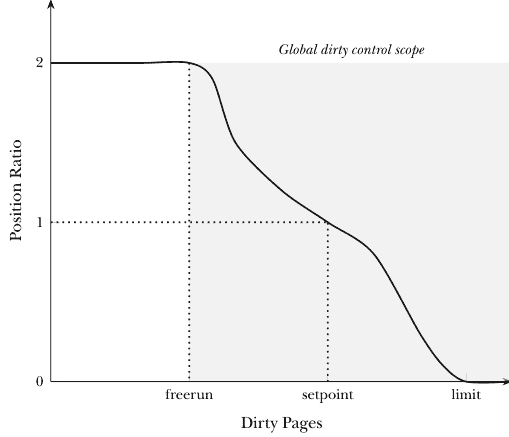 Global dirty control scope
2
1
0
Position Ratio
freerun
setpoint
limit
Dirty Pages